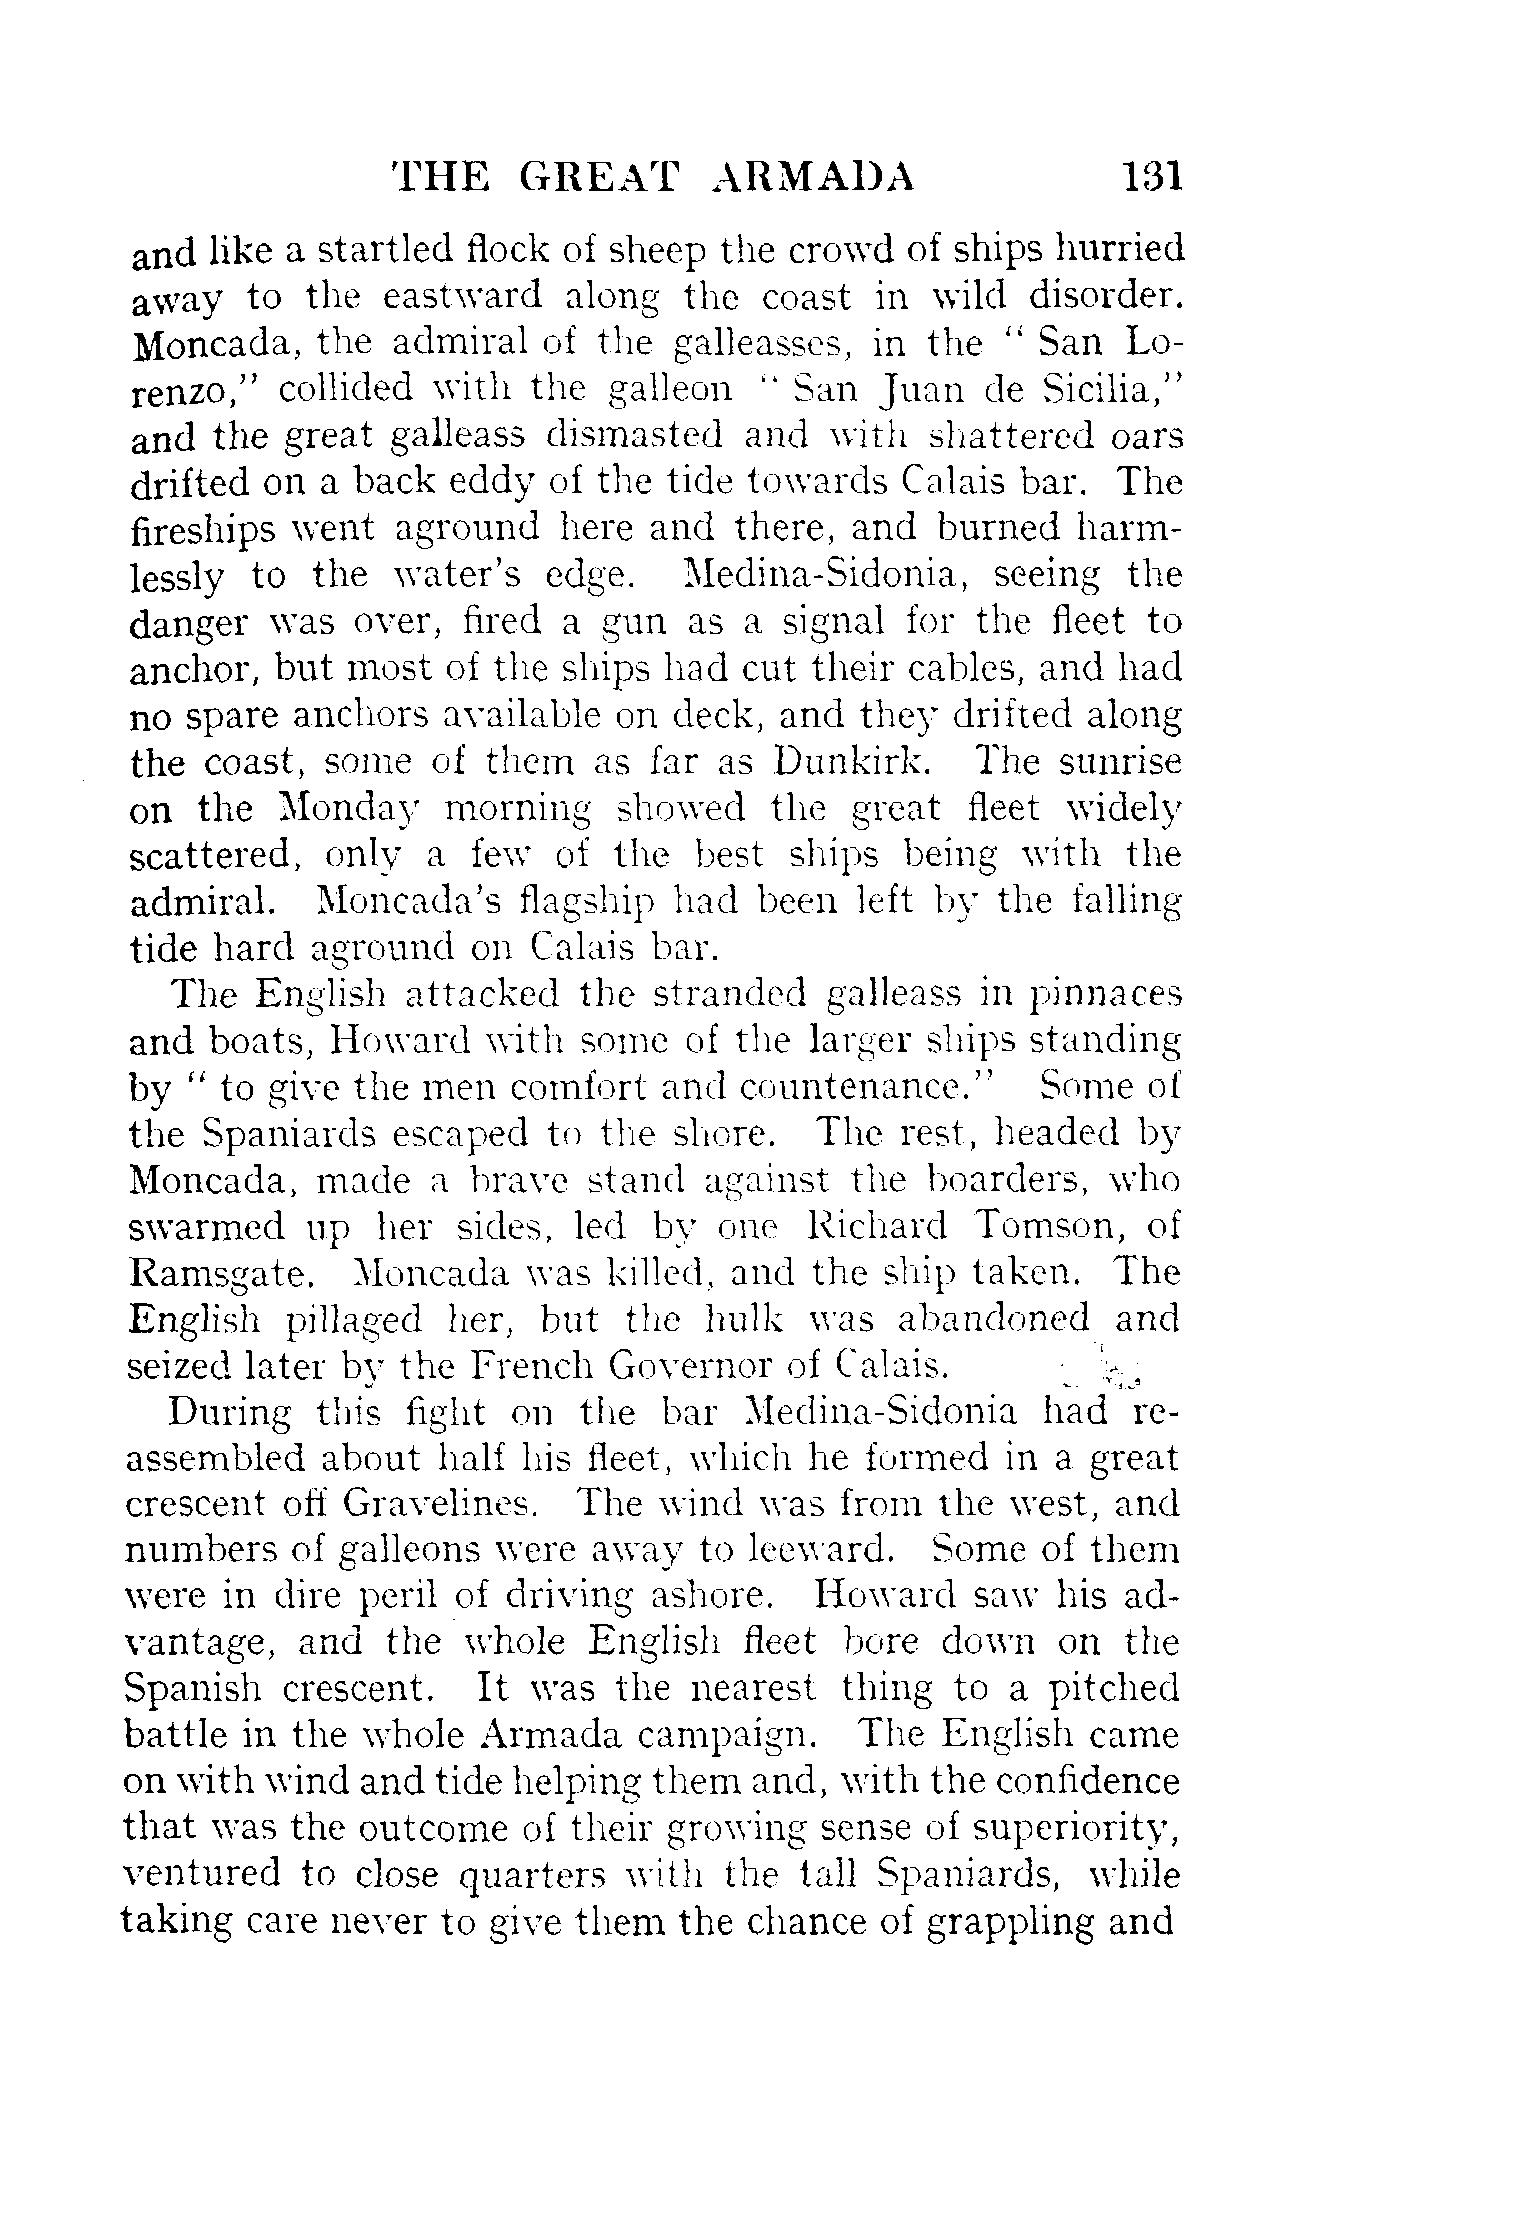 THE GREAT ARMADA 131
and like a startled flock of sheep the crowd of ships hurried
away to the eastward along the coast in wild disorder.
Moncada, the admiral of the galleasses, in the “ San Lo-
renzo,” collided with the galleon “ San Juan de Sicilia,”
and the great galleass dismasted and with shattered oars
drifted on a back eddy of the tide towards Calais bar. The
fireships went aground here and there, and burned harm-
lessly to the water's edge. Medina-Sidonia, seeing the
danger was over, fired a gun as a signal for the fleet to
anchor, but most of the ships had cut their cables, and had
no spare anchors available on deck, and they drifted along
the coast, some of them as far as Dunkirk. The sunrise
on the Monday morning showed the great fleet widely
scattered, only a few of the best ships being with the
admiral. Moncada's flagship had been left by the falling
tide hard aground on Calais bar.
The English attacked the stranded galleass in pinnaces
and boats, Howard with some of the larger ships standing
by “ to give the men comfort and countenance.” Some of
the Spaniards escaped to the shore. The rest, headed by
Moncada, made a brave stand against the boarders, who
swarmed up her sides, led by one Richard Tomson, of
Ramsgate. Moncada was killed, and the ship taken. The
English pillaged her, but the hulk was abandoned and
seized later by the French Governor of Calais.
During this fight on the bar Medina-Sidonia had re-
assembled about half his fleet, which he formed in a great
crescent off Gravelines. The wind was from the west, and
numbers of galleons were away to leeward. Some of them
were in dire peril of driving ashore. Howard saw his ad-
vantage, and the whole English fleet bore down on the
Spanish crescent. It was the nearest thing to a pitched
battle in the whole Armada campaign. The English came
on with wind and tide helping them and, with the confidence
that was the outcome of their growing sense of superiority,
ventured to close quarters with the tall Spaniards, while
taking care never to give them the chance of grappling and